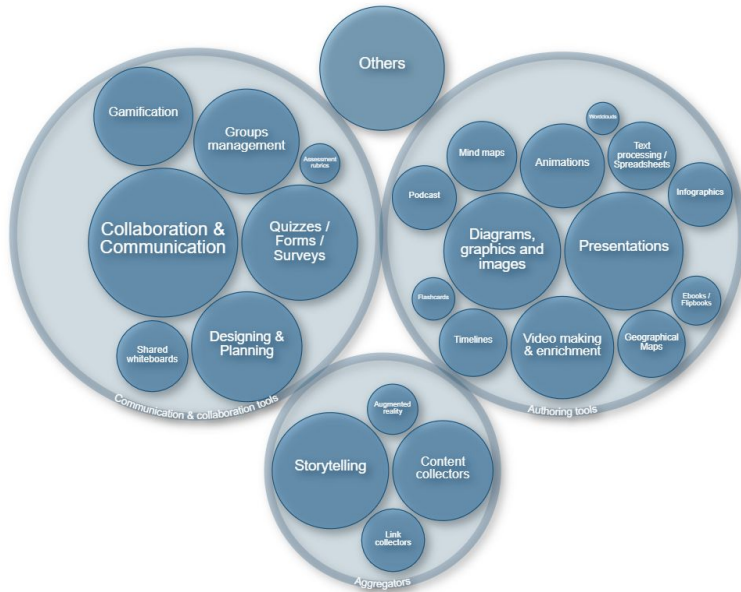 Others
Gamification
Groups
management
Assessment
rubrics
Collaboration &
Communication
Quizzes /
Forms /
Surveys
Shared
whiteboards
Designing &
Planning
Communication & collaboration tools
Wordclouds
Mind maps
Animations
Text
processing /
Spreadsheets
Podcast
Infographics
Diagrams,
graphics and
images
Presentations
Flashcards
Ebooks /
Flipbooks
Timelines
Video making
& enrichment
Geographical
Maps
Authoring tools
Augmented
reality
Storytelling
Content
collectors
Link
collectors
Aggregators